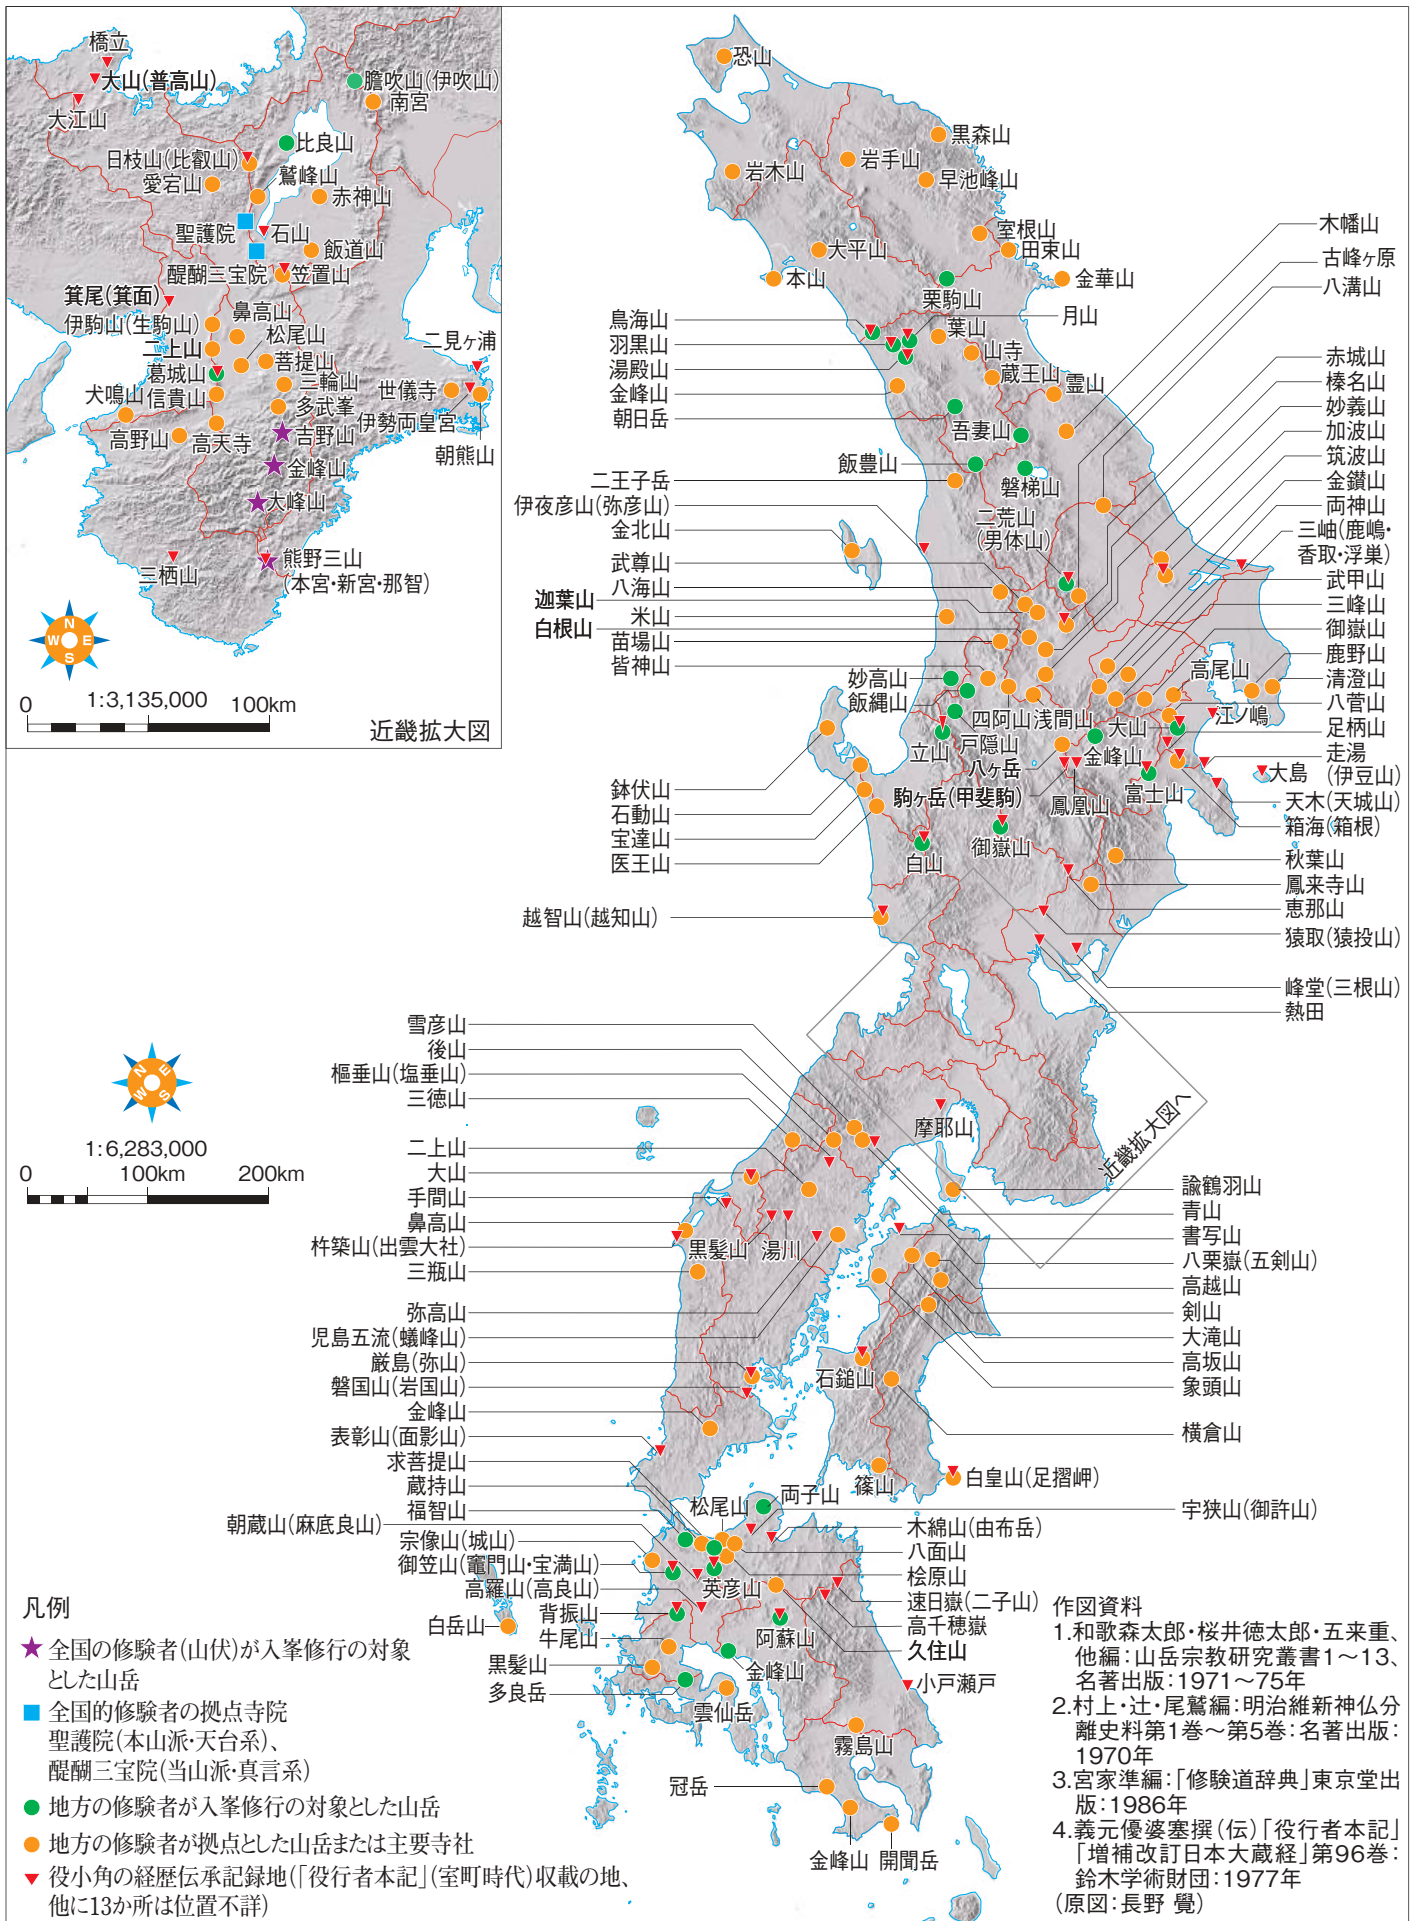 橋立
大山(普高山)
大江山
膽吹山(伊吹山)
南宮
比良山
日枝山(比叡山)
愛宕山
鷲峰山
赤神山
聖護院
石山
飯道山
醍醐三宝院
笠置山
箕尾(箕面)
鼻高山
伊駒山(生駒山)
松尾山
二上山
菩提山
二見ヶ浦
葛城山
三輪山
世儀寺
犬鳴山
信貴山
多武峯
伊勢両皇宮
高野山
高天寺
吉野山
朝熊山
金峰山
大峰山
熊野三山
(本宮・新宮・那智)
三栖山
N
W E
S
1:3,135,000
0 100km
近畿拡大図
恐山
黒森山
岩木山
岩手山
早池峰山
室根山
田束山
大平山
本山
金華山
栗駒山
木幡山
古峰ヶ原
八溝山
鳥海山
羽黒山
湯殿山
金峰山
朝日岳
葉山
月山
山寺
蔵王山
霊山
吾妻山
飯豊山
磐梯山
二王子岳
伊夜彦山(弥彦山)
金北山
武尊山
八海山
迦葉山
米山
白根山
苗場山
皆神山
二荒山
(男体山)
赤城山
榛名山
妙義山
加波山
筑波山
金鑚山
両神山
三岫(鹿嶋・
香取・浮巣)
武甲山
三峰山
御嶽山
鹿野山
清澄山
八菅山
足柄山
走湯
(伊豆山)
天木(天城山)
箱海(箱根)
高尾山
江ノ嶋
大山
大島
妙高山
飯縄山
四阿山
浅間山
立山
戸隠山
八ヶ岳
金峰山
富士山
駒ヶ岳(甲斐駒)
鳳凰山
鉢伏山
石動山
宝達山
医王山
白山
御嶽山
秋葉山
鳳来寺山
恵那山
猿取(猿投山)
峰堂(三根山)
熱田
越智山(越知山)
近畿拡大図へ
N
E
W
S
1:6,283,000
0 100km 200km
雪彦山
後山
樞垂山(塩垂山)
三徳山
二上山
大山
手間山
鼻高山
杵築山(出雲大社)
三瓶山
弥高山
児島五流(蟻峰山)
厳島(弥山)
磐国山(岩国山)
金峰山
表彰山(面影山)
求菩提山
蔵持山
福智山
朝蔵山(麻底良山)
宗像山(城山)
御笠山(竈門山・宝満山)
高羅山(高良山)
背振山
牛尾山
黒髪山
多良岳
摩耶山
黒髪山
湯川
諭鶴羽山
青山
書写山
八栗嶽(五剣山)
高越山
剣山
大滝山
高坂山
象頭山
横倉山
石鎚山
篠山
白皇山(足摺岬)
松尾山
両子山
宇狭山(御許山)
木綿山(由布岳)
八面山
桧原山
速日嶽(二子山)
高千穂嶽
久住山
英彦山
阿蘇山
白岳山
金峰山
雲仙岳
小戸瀬戸
霧島山
冠岳
金峰山
開聞岳
凡例
全国の修験者(山伏)が入峯修行の対象
とした山岳
全国的修験者の拠点寺院
聖護院(本山派・天台系)、
醍醐三宝院(当山派・真言系)
地方の修験者が入峯修行の対象とした山岳
地方の修験者が拠点とした山岳または主要寺社
役小角の経歴伝承記録地(「役行者本記」(室町時代)収載の地、
他に13か所は位置不詳)
作図資料
1.和歌森太郎・桜井徳太郎・五来重、
他編：山岳宗教研究叢書1〜13、
名著出版：1971〜75年
2.村上・辻・尾鷲編：明治維新神仏分
離史料第1巻〜第5巻：名著出版：
1970年
3.宮家準編：「修験道辞典」東京堂出
版：1986年
4.義元優婆塞撰(伝)「役行者本記」
「増補改訂日本大蔵経」第96巻：
鈴木学術財団：1977年
(原図：長野 覺)